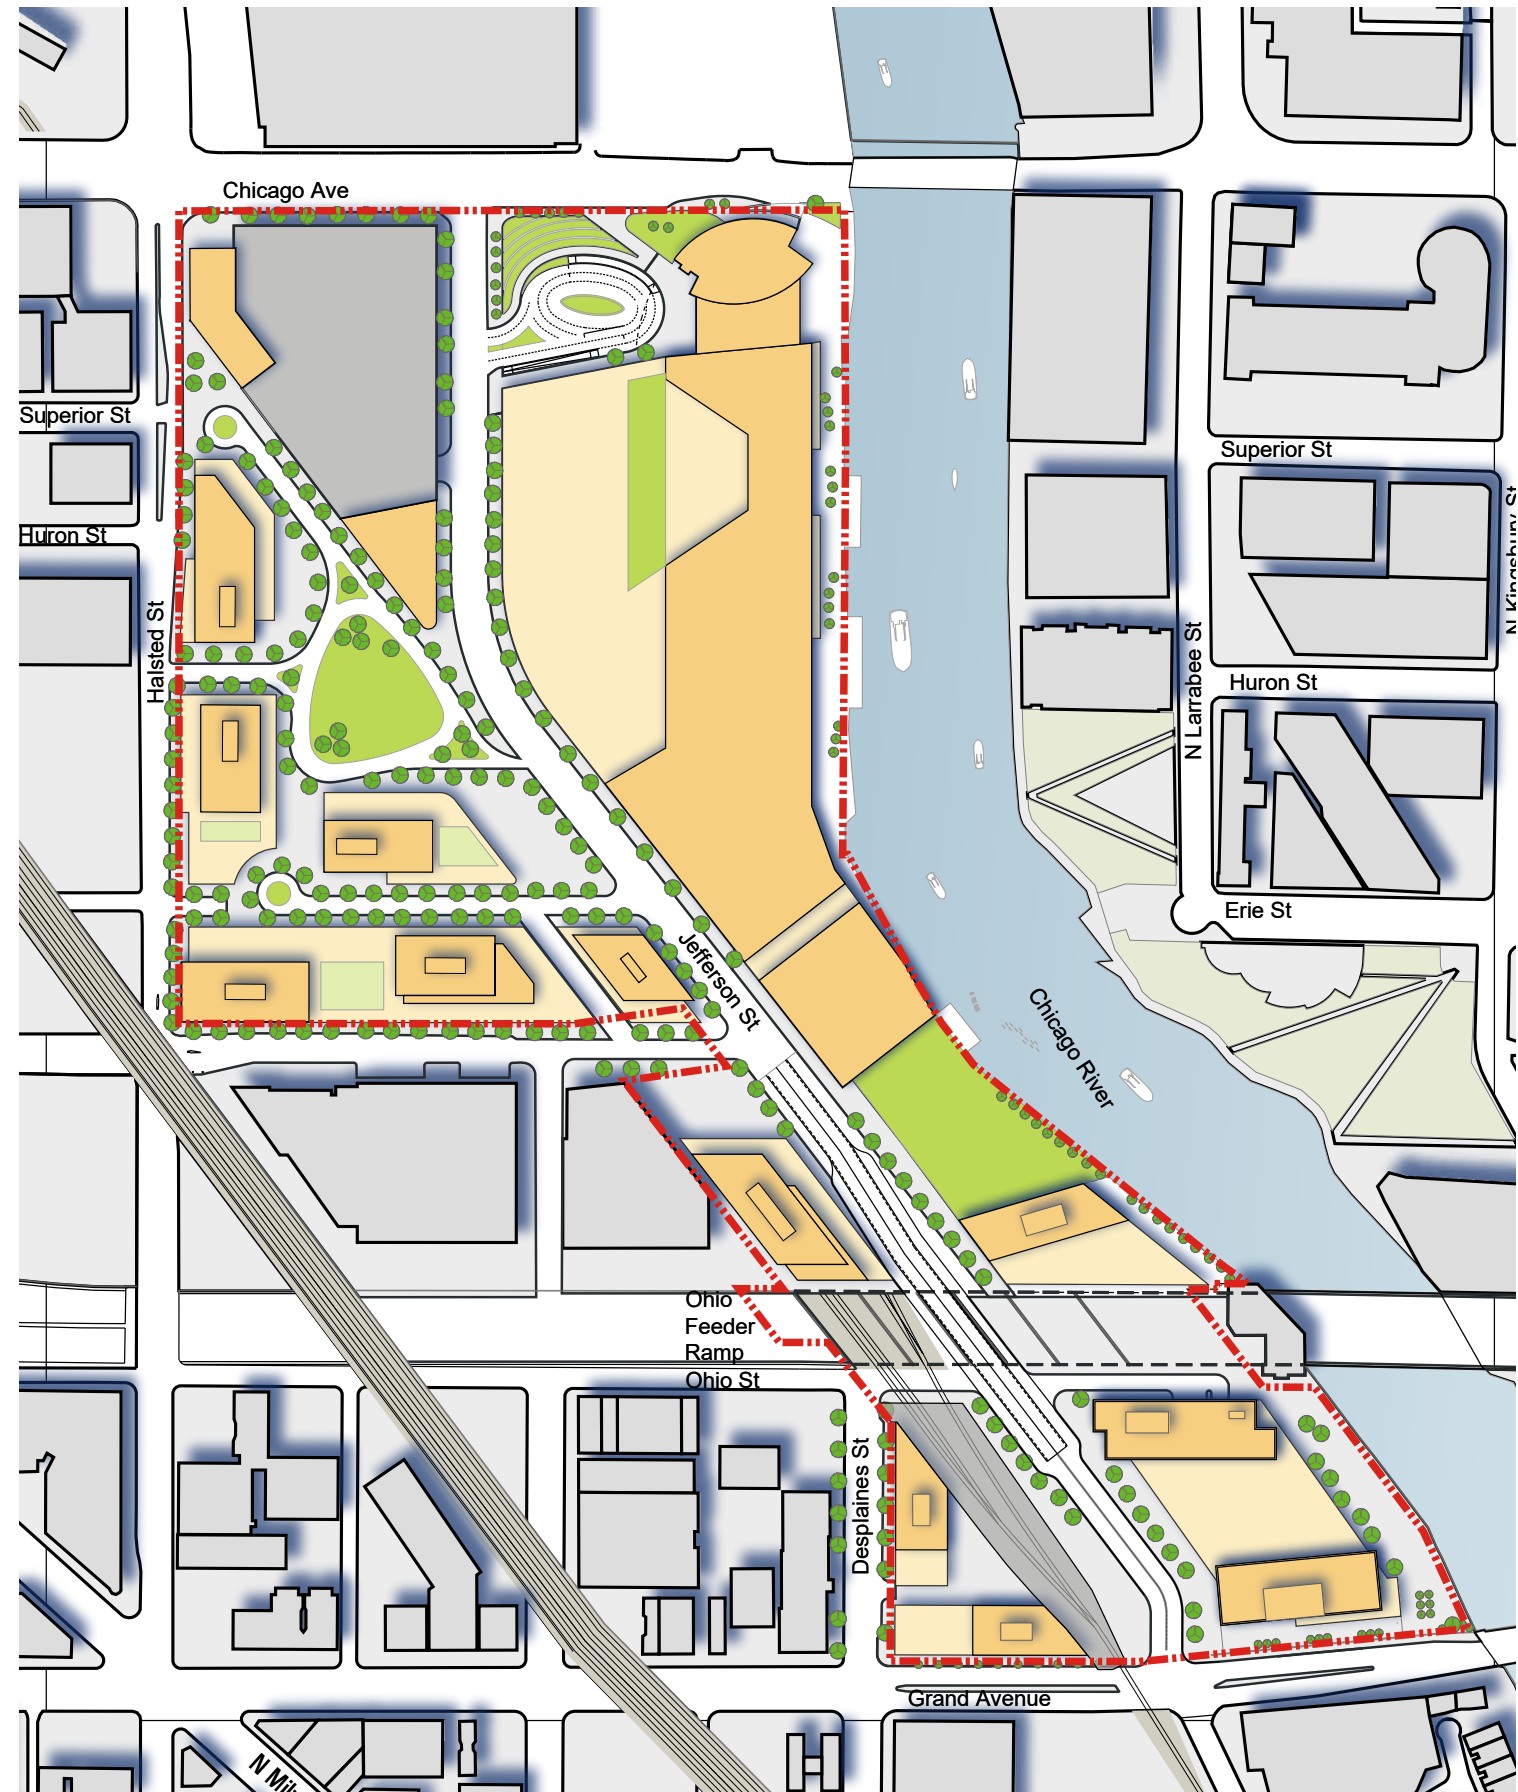 Chicago Ave
Superior St
Superior St
Huron St
Halsted St
N Larrabee St
Huron St
Erie St
Jefferson St
Chicago River
Ohio
Feeder
Ramp
Ohio St
Desplaines St
Grand Avenue